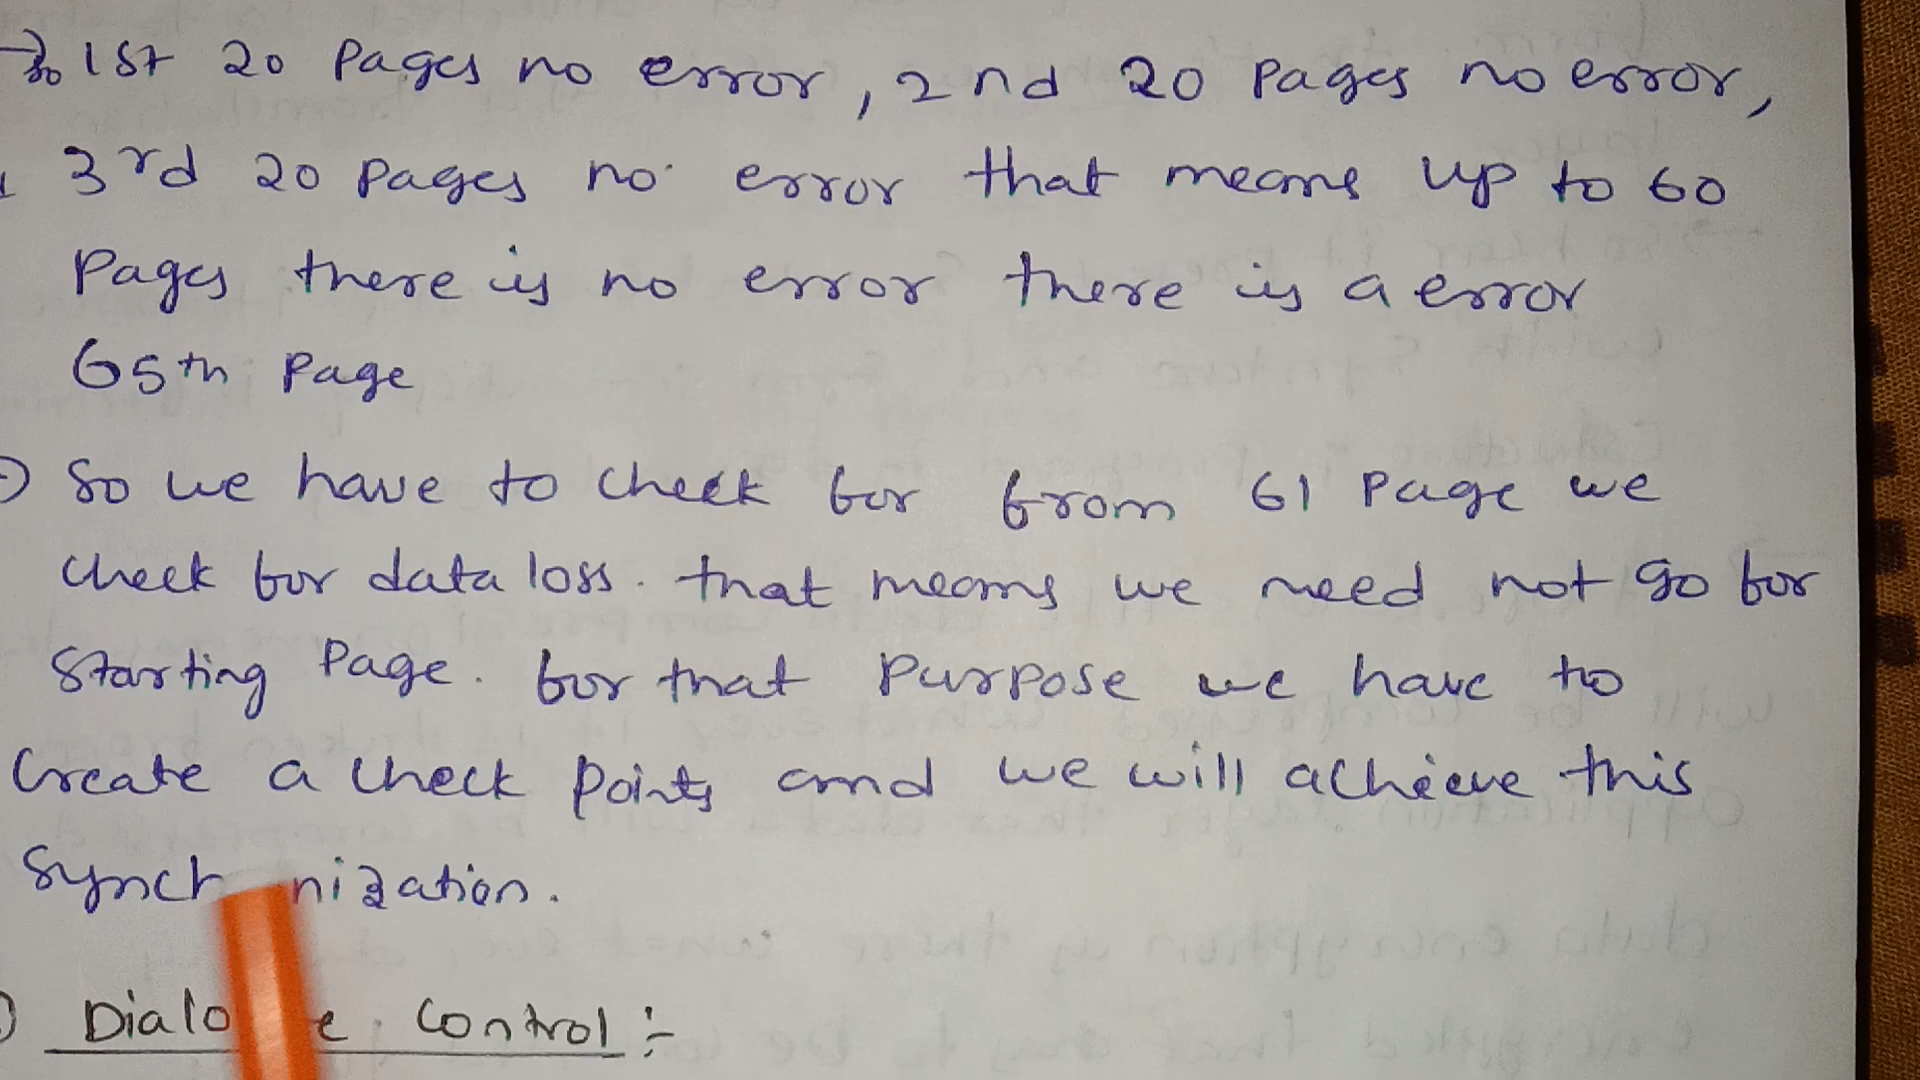 → So 1st 20 Pages no error, 2nd 20 Pages no error,
3rd 20 pages no error that means up to 60
Pages there is no error there is a error
65th Page
So we have to check for from 61 Page we
check for data loss. that means we need not go for
Starting Page. for that Purpose we have to
Create a check Points and we will achieve this
Synch nization.
Dialo e Control :-